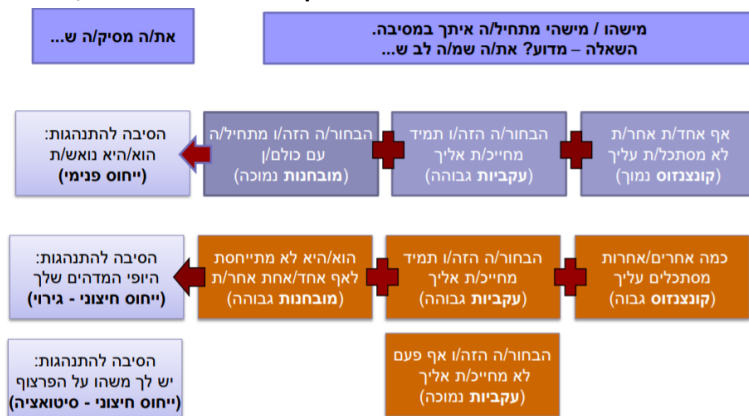 מישהו / מישהי מתחיל/ה איתך במסיבה.
השאלה – מדוע? את/ה שמ/ה לב ש...
את/ה מסיק/ה ש...
אף אחד/ת אחר/ת
לא מסתכל/ת עליך
(קונצנזוס נמוך)
הבחור/ה הזה/ו תמיד
מחייכ/ת אליך
(עקביות גבוהה)
הבחור/ה הזה/ו מתחיל/ה
עם כולם/ן
(מובחנות נמוכה)
הסיבה להתנהגות:
הוא/היא נואש/ת
(ייחוס פנימי)
כמה אחרים/אחרות
מסתכלים עליך
(קונצנזוס גבוה)
הבחור/ה הזה/ו תמיד
מחייכ/ת אליך
(עקביות גבוהה)
הוא/היא לא מתייחסת
לאף אחד/אחת אחר/ת
(מובחנות גבוהה)
הסיבה להתנהגות:
היופי המדהים שלך
(ייחוס חיצוני - גירוי)
הבחור/ה הזה/ו אף פעם
לא מחייכ/ת אליך
(עקביות נמוכה)
הסיבה להתנהגות:
יש לך משהו על הפרצוף
(ייחוס חיצוני - סיטואציה)